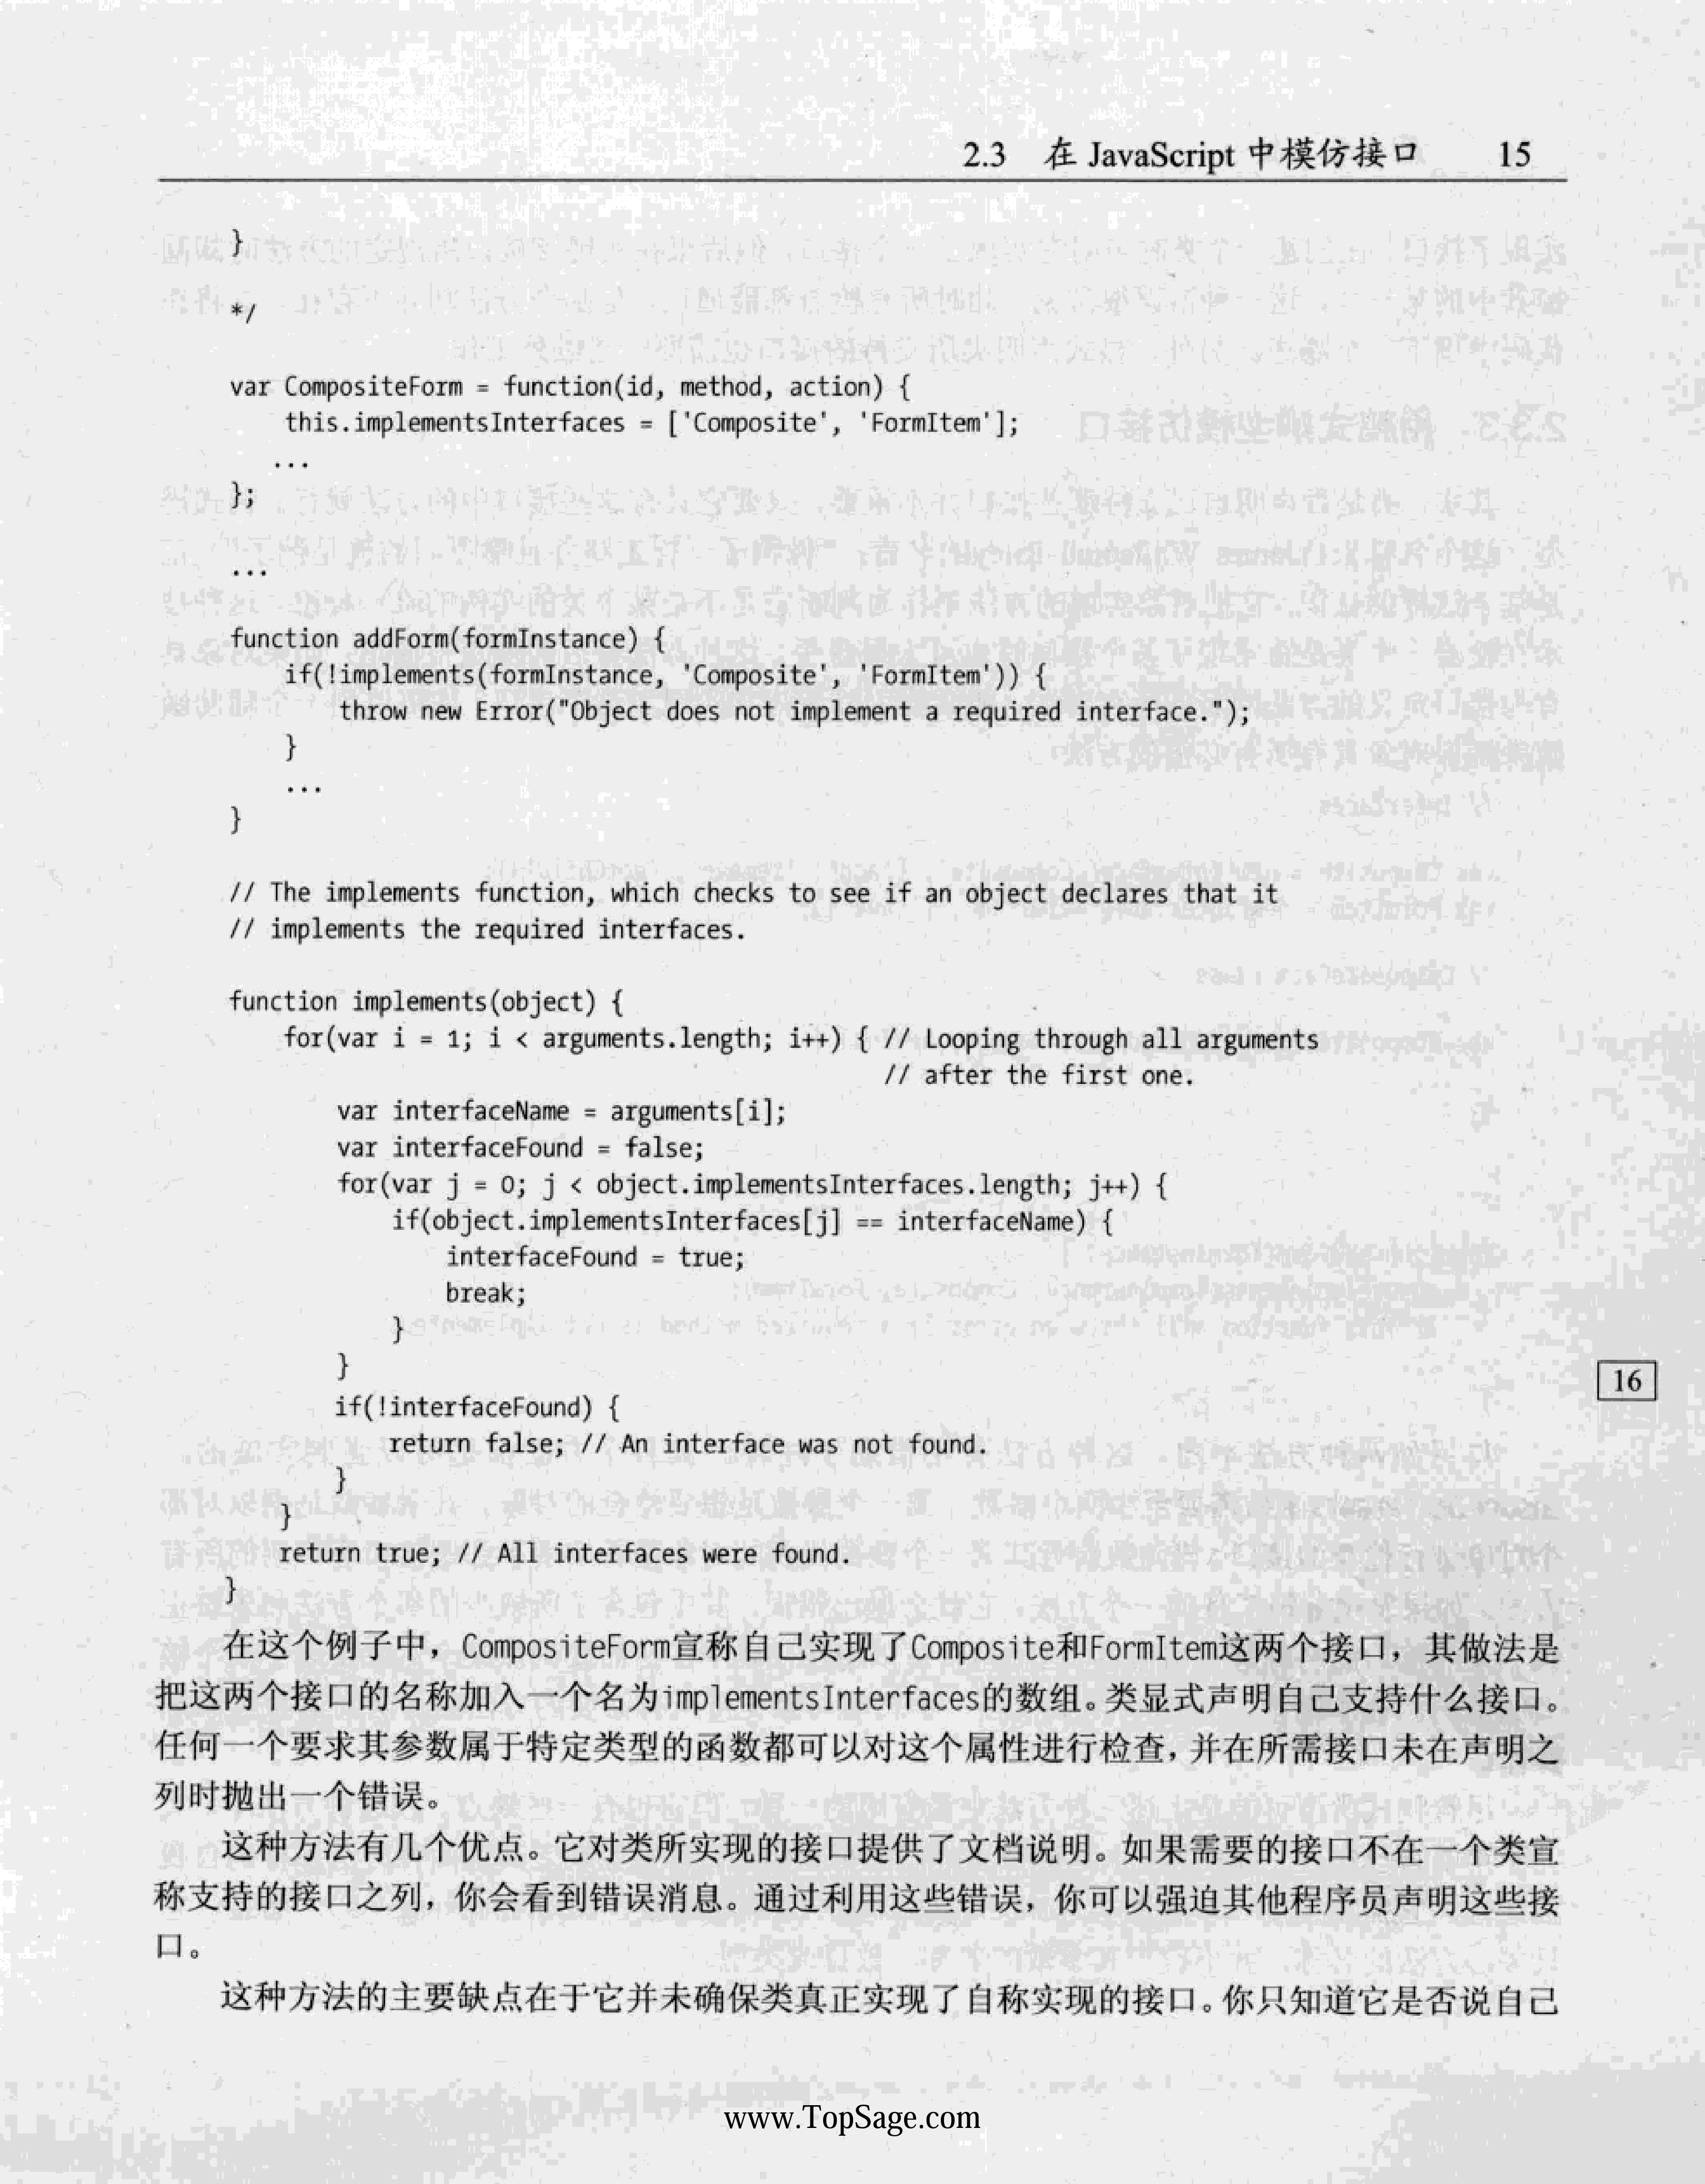 2.3 在 JavaScript 中模仿接口 15
}
*/
var CompositeForm = function(id, method, action) {
this.implementsInterfaces = ['Composite', 'FormItem'];
...
};
...
function addForm(formInstance) {
if(!implements(formInstance, 'Composite', 'FormItem')) {
throw new Error("Object does not implement a required interface.");
}
...
}
// The implements function, which checks to see if an object declares that it
// implements the required interfaces.
function implements(object) {
for(var i = 1; i < arguments.length; i++) { // Looping through all arguments
// after the first one.
var interfaceName = arguments[i];
var interfaceFound = false;
for(var j = 0; j < object.implementsInterfaces.length; j++) {
if(object.implementsInterfaces[j] == interfaceName) {
interfaceFound = true;
break;
}
}
16
if(!interfaceFound) {
return false; // An interface was not found.
}
}
return true; // All interfaces were found.
}
在这个例子中，CompositeForm宣称自己实现了Composite和FormItem这两个接口，其做法是
把这两个接口的名称加入一个名为implementsInterfaces的数组。类显式声明自己支持什么接口。
任何一个要求其参数属于特定类型的函数都可以对这个属性进行检查，并在所需接口未在声明之
列时抛出一个错误。
这种方法有几个优点。它对类所实现的接口提供了文档说明。如果需要的接口不在一个类宣
称支持的接口之列，你会看到错误消息。通过利用这些错误，你可以强迫其他程序员声明这些接
口。
这种方法的主要缺点在于它并未确保类真正实现了自称实现的接口。你只知道它是否说自己
www.TopSage.com